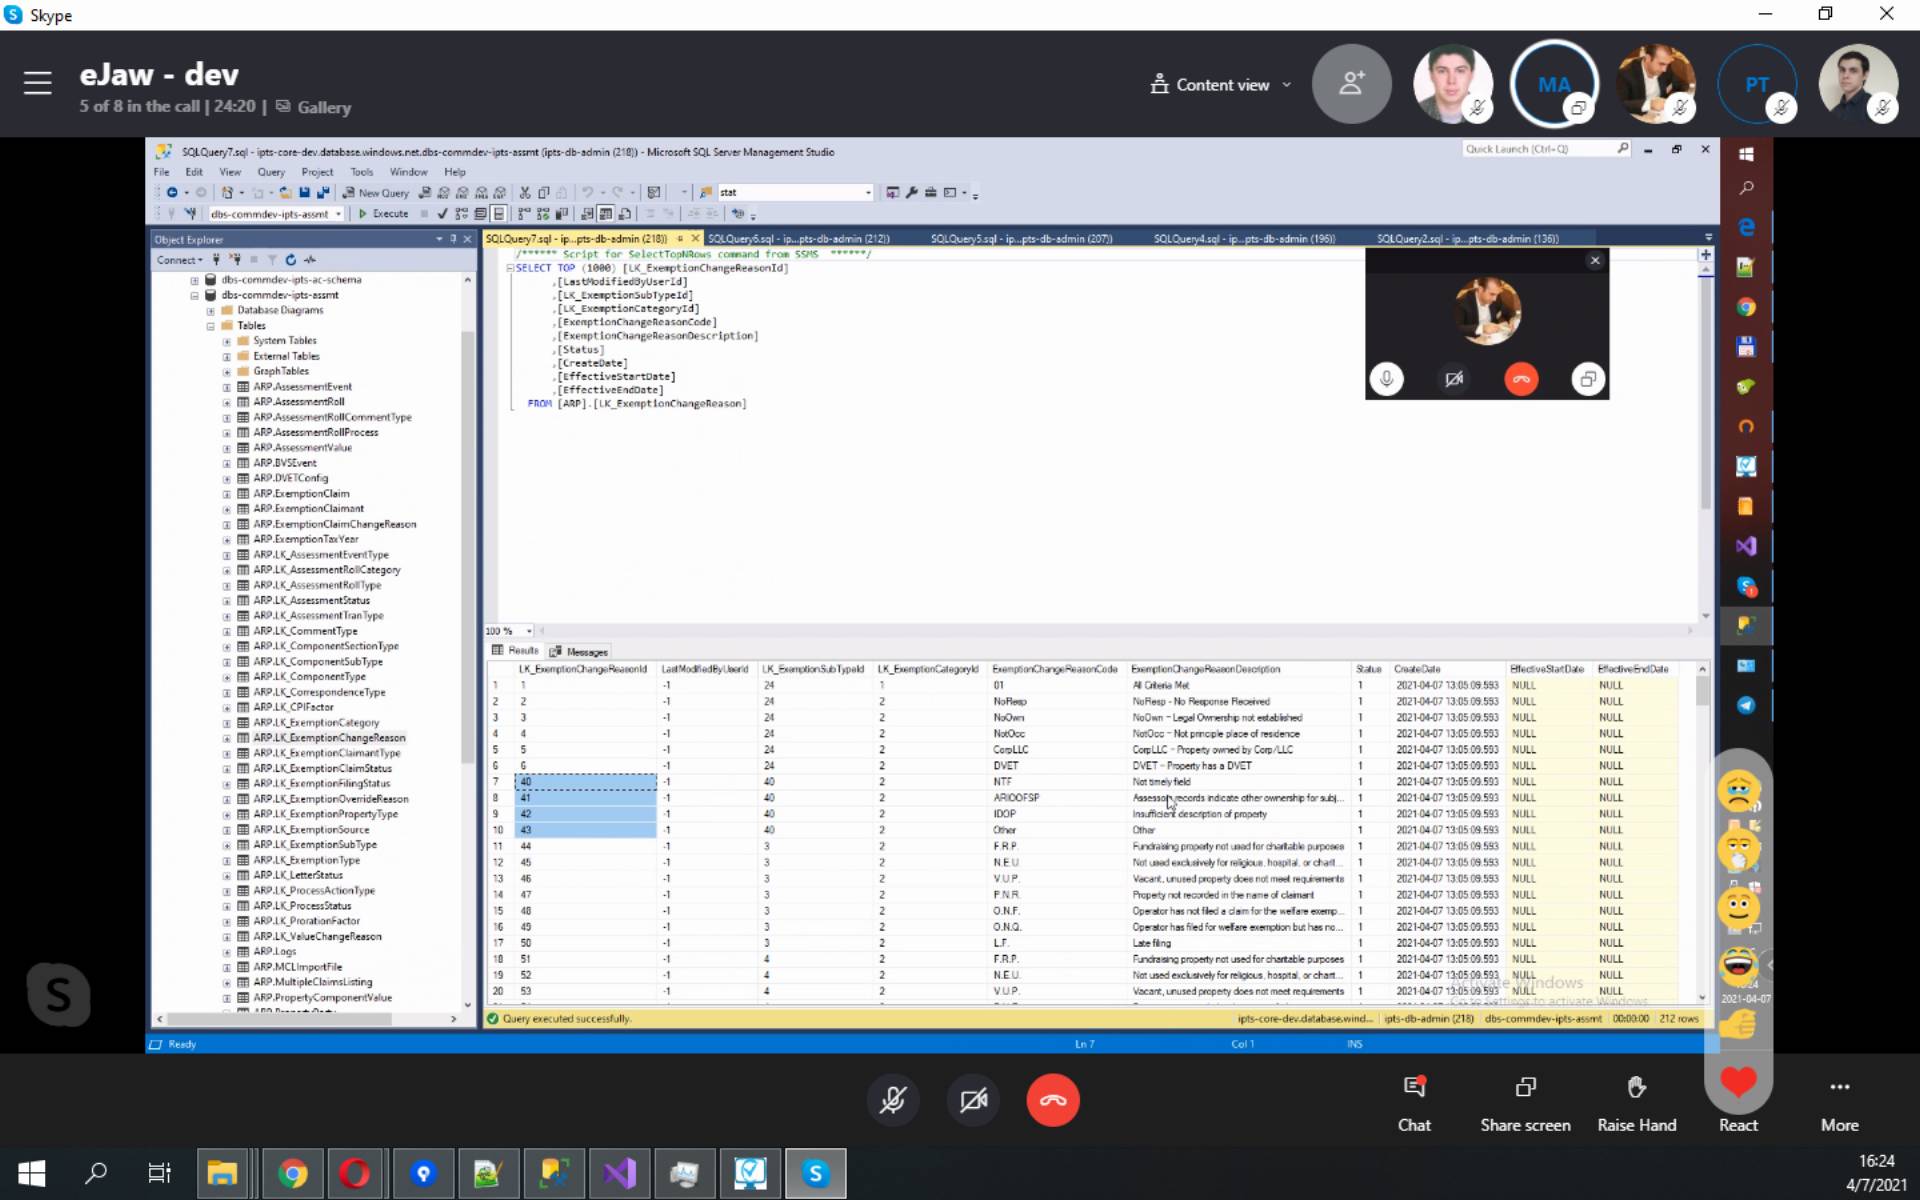 Skype
eJaw - dev
5 of 8 in the call | 24:20 | Gallery
Content view
MA
PT
SQLQuery7.sql - ipts-core-dev.database.windows.net.dbs-commdev-ipts-assmt (ipts-db-admin (218)) - Microsoft SQL Server Management Studio
Quick Launch (Ctrl+Q)
File Edit View Query Project Tools Window Help
New Query
stat
dbs-commdev-ipts-assmt
Execute
Object Explorer
Connect
dbs-commdev-ipts-ac-schema
dbs-commdev-ipts-assmt
Database Diagrams
Tables
System Tables
External Tables
GraphTables
ARP.AssessmentEvent
ARP.AssessmentRoll
ARP.AssessmentRollCommentType
ARP.AssessmentRollProcess
ARP.AssessmentValue
ARP.BVSEvent
ARP.DVETConfig
ARP.ExemptionClaim
ARP.ExemptionClaimant
ARP.ExemptionClaimChangeReason
ARP.ExemptionTaxYear
ARP.LK_AssessmentEventType
ARP.LK_AssessmentRollCategory
ARP.LK_AssessmentRollType
ARP.LK_AssessmentStatus
ARP.LK_AssessmentTranType
ARP.LK_CommentType
ARP.LK_ComponentSectionType
ARP.LK_ComponentSubType
ARP.LK_ComponentType
ARP.LK_CorrespondenceType
ARP.LK_CPIFactor
ARP.LK_ExemptionCategory
ARP.LK_ExemptionChangeReason
ARP.LK_ExemptionClaimantType
ARP.LK_ExemptionClaimStatus
ARP.LK_ExemptionFilingStatus
ARP.LK_ExemptionOverrideReason
ARP.LK_ExemptionPropertyType
ARP.LK_ExemptionSource
ARP.LK_ExemptionSubType
ARP.LK_ExemptionType
ARP.LK_LetterStatus
ARP.LK_ProcessActionType
ARP.LK_ProcessStatus
ARP.LK_ProrationFactor
ARP.LK_ValueChangeReason
ARP.Logs
ARP.MCLImportFile
ARP.MultipleClaimsListing
ARP.PropertyComponentValue
SQLQuery7.sql - ip...pts-db-admin (218)) SQLQuery6.sql - ip...pts-db-admin (212)) SQLQuery5.sql - ip...pts-db-admin (207)) SQLQuery4.sql - ip...pts-db-admin (196)) SQLQuery2.sql - ip...pts-db-admin (136))
/****** Script for SelectTopNRows command from SSMS ******/
SELECT TOP (1000) [LK_ExemptionChangeReasonId]
,[LastModifiedByUserId]
,[LK_ExemptionSubTypeId]
,[LK_ExemptionCategoryId]
,[ExemptionChangeReasonCode]
,[ExemptionChangeReasonDescription]
,[Status]
,[CreateDate]
,[EffectiveStartDate]
,[EffectiveEndDate]
FROM [ARP].[LK_ExemptionChangeReason]
100 %
Results Messages
LK_ExemptionChangeReasonId LastModifiedByUserId LK_ExemptionSubTypeId LK_ExemptionCategoryId ExemptionChangeReasonCode ExemptionChangeReasonDescription Status CreateDate EffectiveStartDate EffectiveEndDate
1 1 -1 24 1 01 All Criteria Met 1 2021-04-07 13:05:09.593 NULL NULL
2 2 -1 24 2 NoResp NoResp - No Response Received 1 2021-04-07 13:05:09.593 NULL NULL
3 3 -1 24 2 NoOwn NoOwn - Legal Ownership not established 1 2021-04-07 13:05:09.593 NULL NULL
4 4 -1 24 2 NotOcc NotOcc - Not principle place of residence 1 2021-04-07 13:05:09.593 NULL NULL
5 5 -1 24 2 CorpLLC CorpLLC - Property owned by Corp/LLC 1 2021-04-07 13:05:09.593 NULL NULL
6 6 -1 24 2 DVET DVET - Property has a DVET 1 2021-04-07 13:05:09.593 NULL NULL
7 40 -1 40 2 NTF Not timely field 1 2021-04-07 13:05:09.593 NULL NULL
8 41 -1 40 2 ARIOOFSP Assessor records indicate other ownership for subj... 1 2021-04-07 13:05:09.593 NULL NULL
9 42 -1 40 2 IDOP Insufficient description of property 1 2021-04-07 13:05:09.593 NULL NULL
10 43 -1 40 2 Other Other 1 2021-04-07 13:05:09.593 NULL NULL
11 44 -1 3 2 F.R.P. Fundraising property not used for charitable purposes 1 2021-04-07 13:05:09.593 NULL NULL
12 45 -1 3 2 N.E.U. Not used exclusively for religious, hospital, or charit... 1 2021-04-07 13:05:09.593 NULL NULL
13 46 -1 3 2 V.U.P. Vacant, unused property does not meet requirements 1 2021-04-07 13:05:09.593 NULL NULL
14 47 -1 3 2 P.N.R. Property not recorded in the name of claimant 1 2021-04-07 13:05:09.593 NULL NULL
15 48 -1 3 2 O.N.F. Operator has not filed a claim for the welfare exemp... 1 2021-04-07 13:05:09.593 NULL NULL
16 49 -1 3 2 O.N.Q. Operator has filed for welfare exemption but has no... 1 2021-04-07 13:05:09.593 NULL NULL
17 50 -1 3 2 L.F. Late filing 1 2021-04-07 13:05:09.593 NULL NULL
18 51 -1 4 2 F.R.P. Fundraising property not used for charitable purposes 1 2021-04-07 13:05:09.593 NULL NULL
19 52 -1 4 2 N.E.U. Not used exclusively for religious, hospital, or charit... 1 2021-04-07 13:05:09.593 NULL NULL
20 53 -1 4 2 V.U.P. Vacant, unused property does not meet requirements 1 2021-04-07 13:05:09.593 NULL NULL
Activate Windows
Go to Settings to activate Windows.
2021-04-07
Query executed successfully. ipts-core-dev.database.wind... ipts-db-admin (218) dbs-commdev-ipts-assmt 00:00:00 212 rows
Ready Ln 7 Col 1 INS
Chat Share screen Raise Hand React More
16:24
4/7/2021